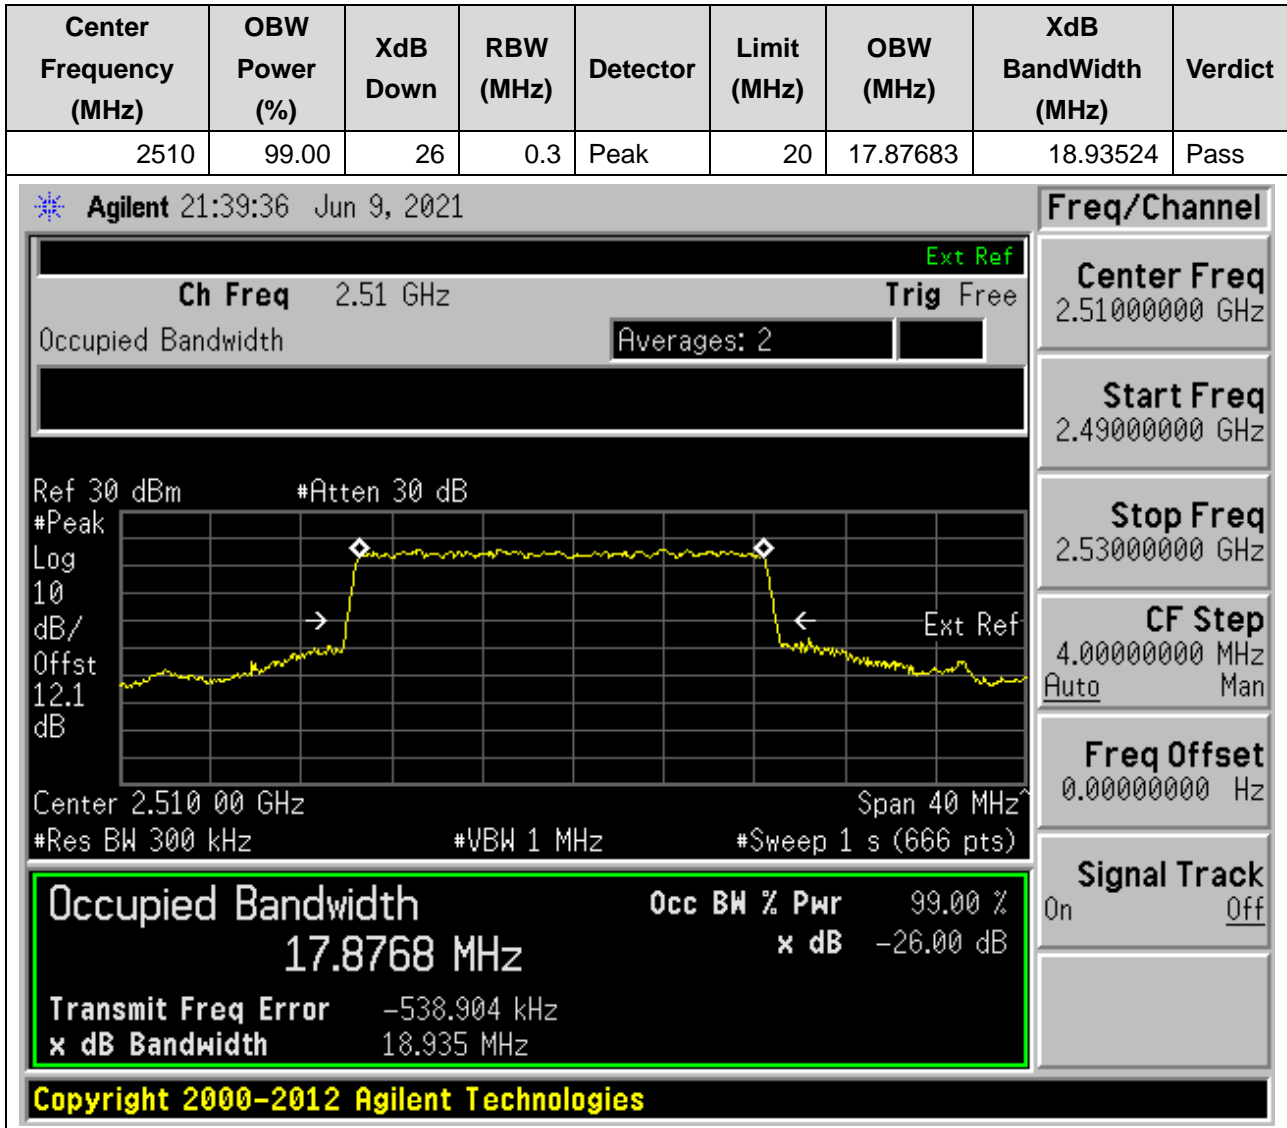 Center Frequency (MHz) OBW Power (%) XdB Down RBW (MHz) Detector Limit (MHz) OBW (MHz) XdB BandWidth (MHz) Verdict
2510 99.00 26 0.3 Peak 20 17.87683 18.93524 Pass
Agilent 21:39:36 Jun 9, 2021
Freq/Channel
Ext Ref
Ch Freq 2.51 GHz Trig Free
Occupied Bandwidth Averages: 2
Ref 30 dBm #Atten 30 dB
#Peak
Log
10
dB/
Offst
12.1
dB
Ext Ref
Center 2.510 00 GHz Span 40 MHz^
#Res BW 300 kHz #VBW 1 MHz #Sweep 1 s (666 pts)
Occupied Bandwidth Occ BW % Pwr 99.00 %
17.8768 MHz x dB -26.00 dB
Transmit Freq Error -538.904 kHz
x dB Bandwidth 18.935 MHz
Center Freq
2.51000000 GHz
Start Freq
2.49000000 GHz
Stop Freq
2.53000000 GHz
CF Step
4.00000000 MHz
Auto Man
Freq Offset
0.00000000 Hz
Signal Track
On Off
Copyright 2000-2012 Agilent Technologies